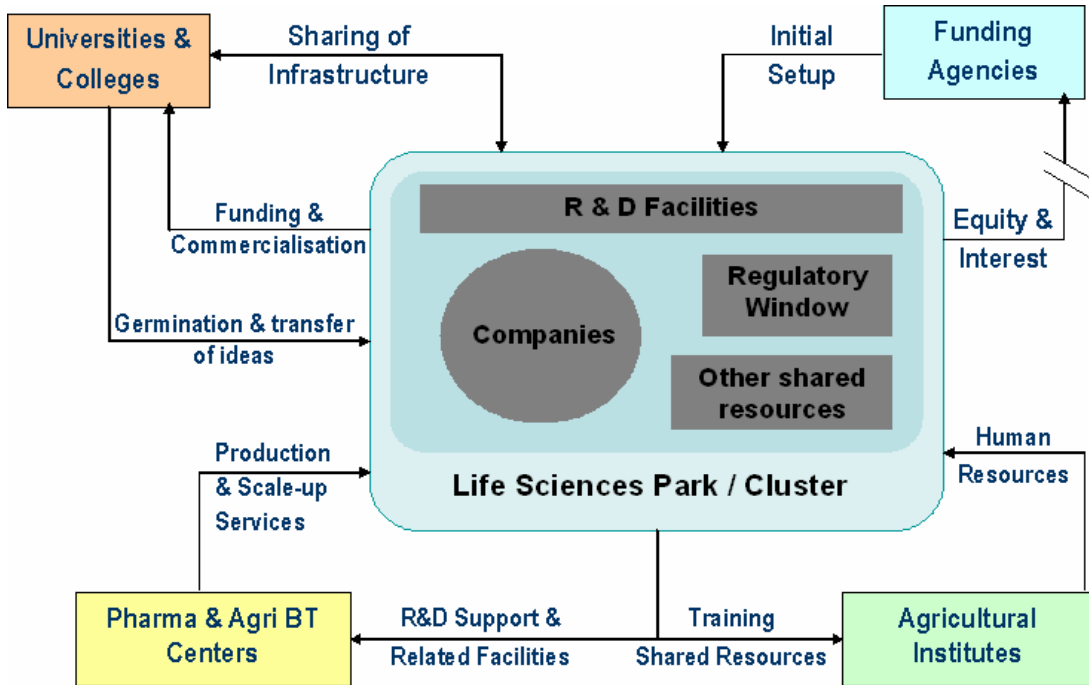 Universities &
Colleges
Sharing of
Infrastructure
Initial
Setup
Funding
Agencies
R & D Facilities
Funding &
Commercialisation
Equity &
Interest
Regulatory
Window
Companies
Germination & transfer
of ideas
Other shared
resources
Production
& Scale-up
Services
Human
Resources
Life Sciences Park / Cluster
Pharma & Agri BT
Centers
R&D Support &
Related Facilities
Training
Shared Resources
Agricultural
Institutes